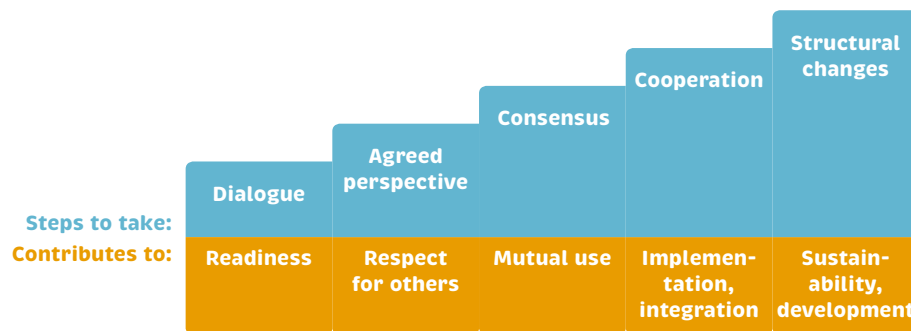 Structural
changes
Cooperation
Consensus
Agreed
perspective
Dialogue
Steps to take:
Contributes to:
Readiness
Respect
for others
Mutual use
Implemen-
tation,
integration
Sustain-
ability,
development